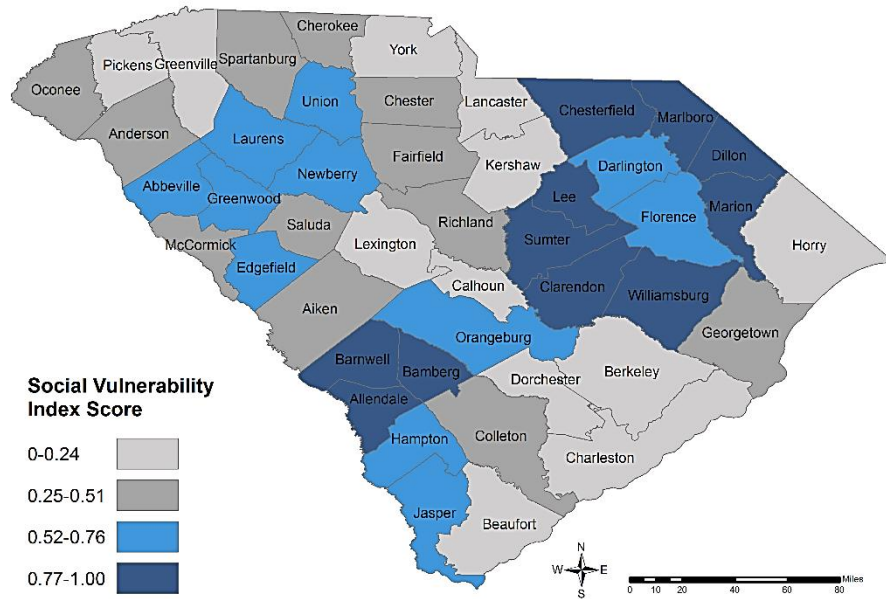 Cherokee
York
Pickens
Greenville
Spartanburg
Oconee
Union
Chester
Lancaster
Chesterfield
Marlboro
Anderson
Laurens
Fairfield
Kershaw
Darlington
Dillon
Abbeville
Greenwood
Newberry
Lee
Marion
McCormick
Saluda
Richland
Florence
Edgefield
Lexington
Sumter
Horry
Calhoun
Clarendon
Williamsburg
Aiken
Orangeburg
Georgetown
Barnwell
Bamberg
Dorchester
Berkeley
Allendale
Hampton
Colleton
Charleston
Jasper
Beaufort
Social Vulnerability
Index Score
0-0.24
0.25-0.51
0.52-0.76
0.77-1.00
N
W E
S
Miles
0 10 20 40 60 80